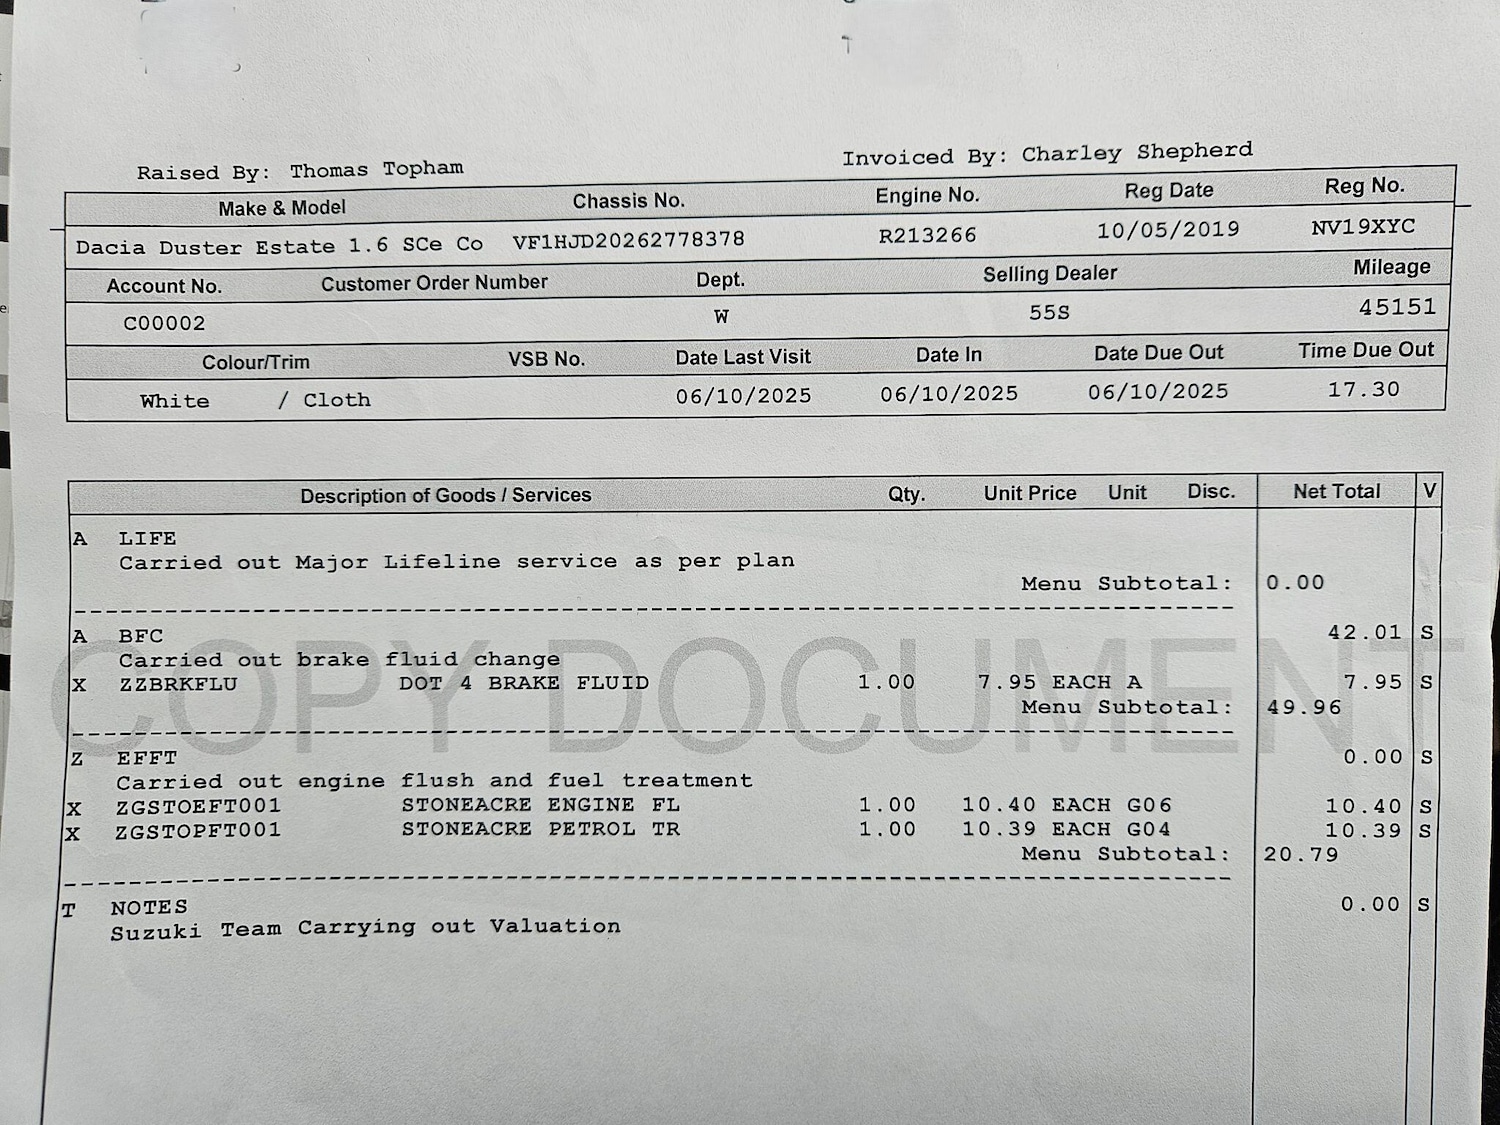 Raised By: Thomas Topham
Invoiced By: Charley Shepherd
Make & Model Chassis No. Engine No. Reg Date Reg No.
Dacia Duster Estate 1.6 SCe Co VF1HJD20262778378 R213266 10/05/2019 NV19XYC
Account No. Customer Order Number Dept. Selling Dealer Mileage
C00002 W 55S 45151
Colour/Trim VSB No. Date Last Visit Date In Date Due Out Time Due Out
White / Cloth 06/10/2025 06/10/2025 06/10/2025 17.30
Description of Goods / Services Qty. Unit Price Unit Disc. Net Total V
A LIFE
Carried out Major Lifeline service as per plan
Menu Subtotal: 0.00
A BFC 42.01 S
Carried out brake fluid change
X ZZBRKFLU DOT 4 BRAKE FLUID 1.00 7.95 EACH A 7.95 S
Menu Subtotal: 49.96
COPY DOCUMENT
Z EFFT 0.00 S
Carried out engine flush and fuel treatment
X ZGSTOEFT001 STONEACRE ENGINE FL 1.00 10.40 EACH G06 10.40 S
X ZGSTOPFT001 STONEACRE PETROL TR 1.00 10.39 EACH G04 10.39 S
Menu Subtotal: 20.79
T NOTES 0.00 S
Suzuki Team Carrying out Valuation